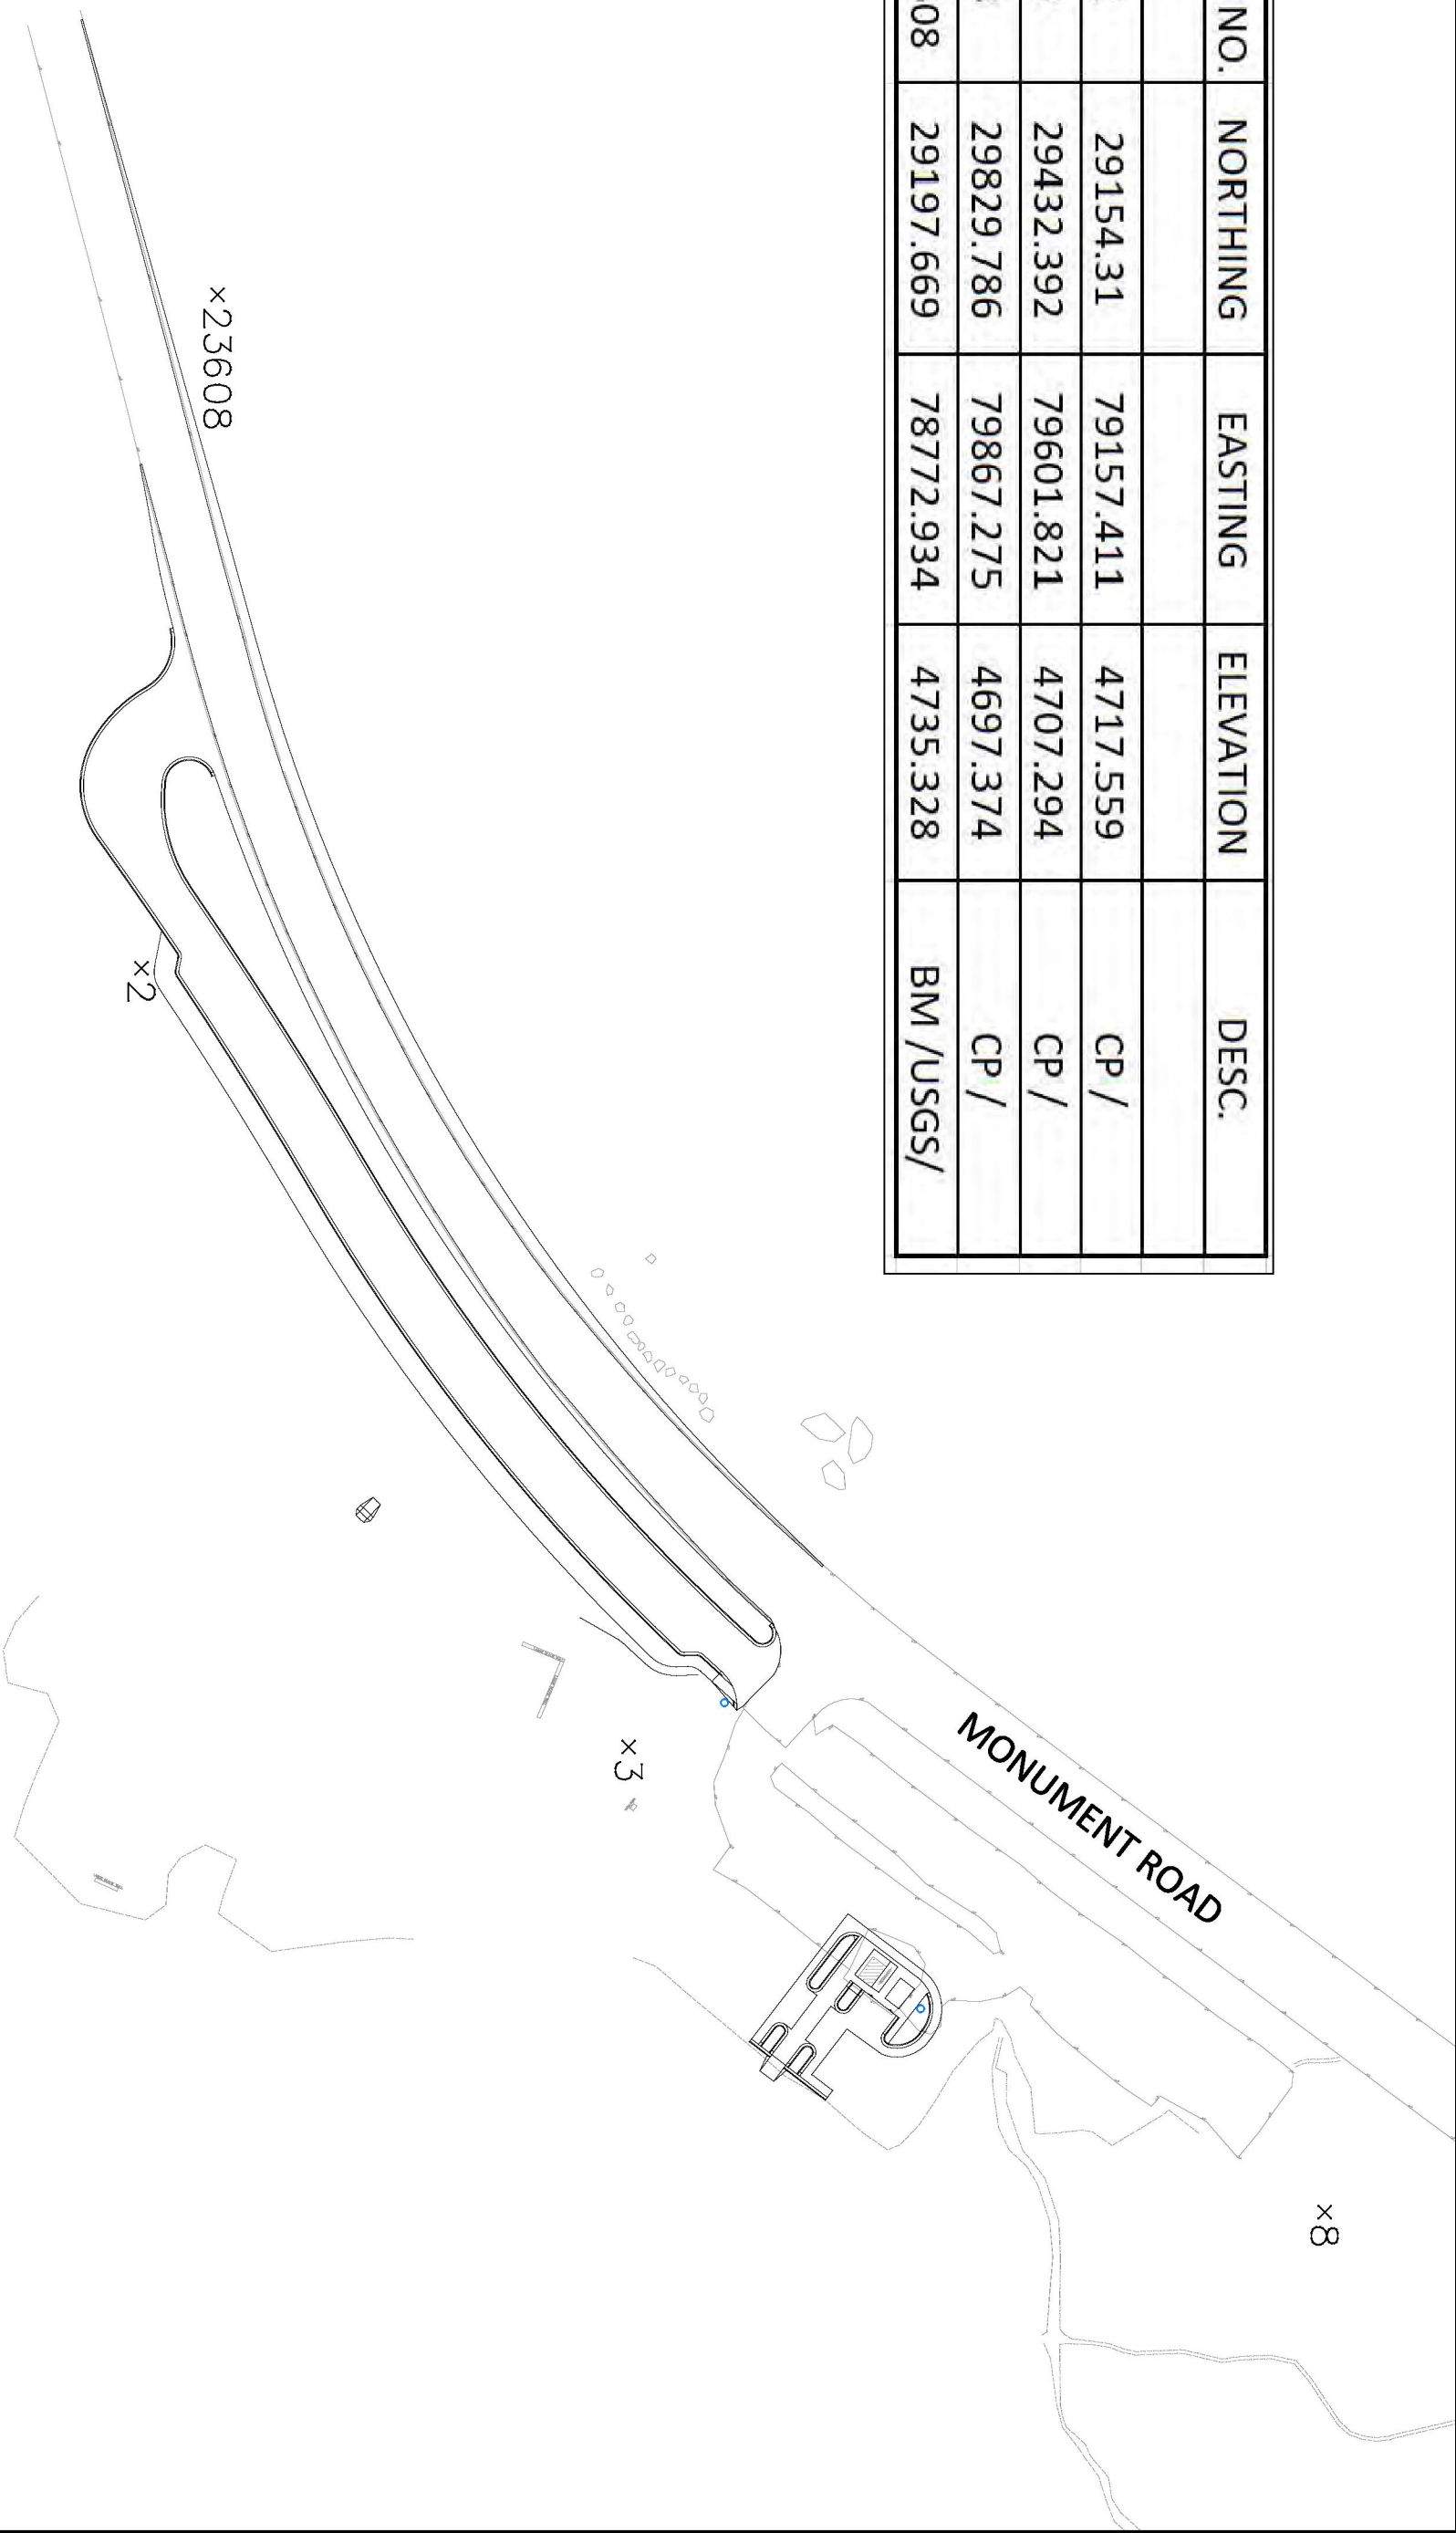 NO. NORTHING EASTING ELEVATION DESC.
29154.31 79157.411 4717.559 CP /
29432.392 79601.821 4707.294 CP /
29829.786 79867.275 4697.374 CP /
08 29197.669 78772.934 4735.328 BM /USGS/
×23608
×2
×3
MONUMENT ROAD
×8